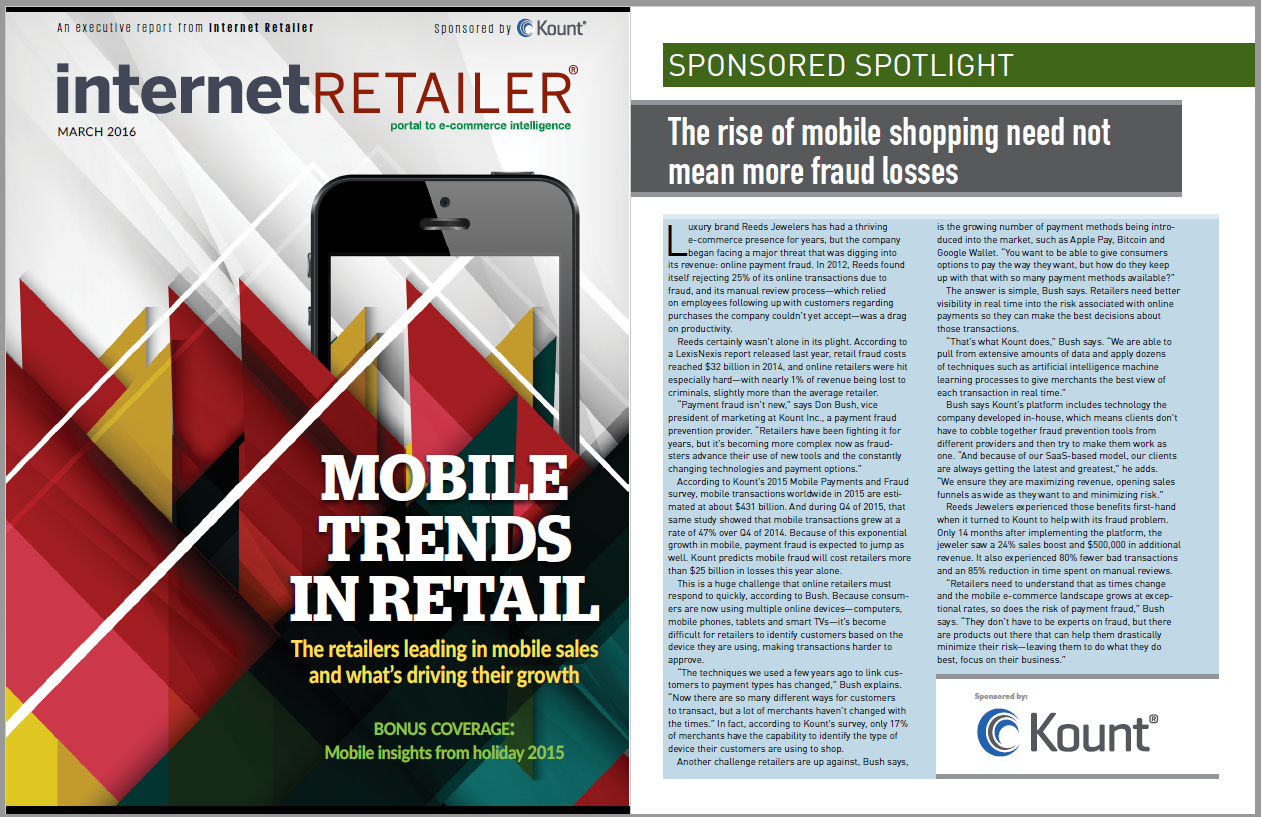 An executive report from Internet Retailer
Sponsored by Kount®
internetRETAILER®
portal to e-commerce intelligence
MARCH 2016
MOBILE
TRENDS
IN RETAIL
The retailers leading in mobile sales
and what's driving their growth
BONUS COVERAGE:
Mobile insights from holiday 2015
SPONSORED SPOTLIGHT
The rise of mobile shopping need not
mean more fraud losses
Luxury brand Reeds Jewelers has had a thriving
e-commerce presence for years, but the company
began facing a major threat that was digging into
its revenue: online payment fraud. In 2012, Reeds found
itself rejecting 25% of its online transactions due to
fraud, and its manual review process—which relied
on employees following up with customers regarding
purchases the company couldn't yet accept—was a drag
on productivity.
Reeds certainly wasn't alone in its plight. According to
a LexisNexis report released last year, retail fraud costs
reached $32 billion in 2014, and online retailers were hit
especially hard—with nearly 1% of revenue being lost to
criminals, slightly more than the average retailer.
"Payment fraud isn't new," says Don Bush, vice
president of marketing at Kount Inc., a payment fraud
prevention provider. "Retailers have been fighting it for
years, but it's becoming more complex now as fraud-
sters advance their use of new tools and the constantly
changing technologies and payment options."
According to Kount's 2015 Mobile Payments and Fraud
survey, mobile transactions worldwide in 2015 are esti-
mated at about $431 billion. And during Q4 of 2015, that
same study showed that mobile transactions grew at a
rate of 47% over Q4 of 2014. Because of this exponential
growth in mobile, payment fraud is expected to jump as
well. Kount predicts mobile fraud will cost retailers more
than $25 billion in losses this year alone.
This is a huge challenge that online retailers must
respond to quickly, according to Bush. Because consum-
ers are now using multiple online devices—computers,
mobile phones, tablets and smart TVs—it's become
difficult for retailers to identify customers based on the
device they are using, making transactions harder to
approve.
"The techniques we used a few years ago to link cus-
tomers to payment types has changed," Bush explains.
"Now there are so many different ways for customers
to transact, but a lot of merchants haven't changed with
the times." In fact, according to Kount's survey, only 17%
of merchants have the capability to identify the type of
device their customers are using to shop.
Another challenge retailers are up against, Bush says,
is the growing number of payment methods being intro-
duced into the market, such as Apple Pay, Bitcoin and
Google Wallet. "You want to be able to give consumers
options to pay the way they want, but how do they keep
up with that with so many payment methods available?"
The answer is simple, Bush says. Retailers need better
visibility in real time into the risk associated with online
payments so they can make the best decisions about
those transactions.
"That's what Kount does," Bush says. "We are able to
pull from extensive amounts of data and apply dozens
of techniques such as artificial intelligence machine
learning processes to give merchants the best view of
each transaction in real time."
Bush says Kount's platform includes technology the
company developed in-house, which means clients don't
have to cobble together fraud prevention tools from
different providers and then try to make them work as
one. "And because of our SaaS-based model, our clients
are always getting the latest and greatest," he adds.
"We ensure they are maximizing revenue, opening sales
funnels as wide as they want to and minimizing risk."
Reeds Jewelers experienced those benefits first-hand
when it turned to Kount to help with its fraud problem.
Only 14 months after implementing the platform, the
jeweler saw a 24% sales boost and $500,000 in additional
revenue. It also experienced 80% fewer bad transactions
and an 85% reduction in time spent on manual reviews.
"Retailers need to understand that as times change
and the mobile e-commerce landscape grows at excep-
tional rates, so does the risk of payment fraud," Bush
says. "They don't have to be experts on fraud, but there
are products out there that can help them drastically
minimize their risk—leaving them to do what they do
best, focus on their business."
Sponsored by:
Kount®